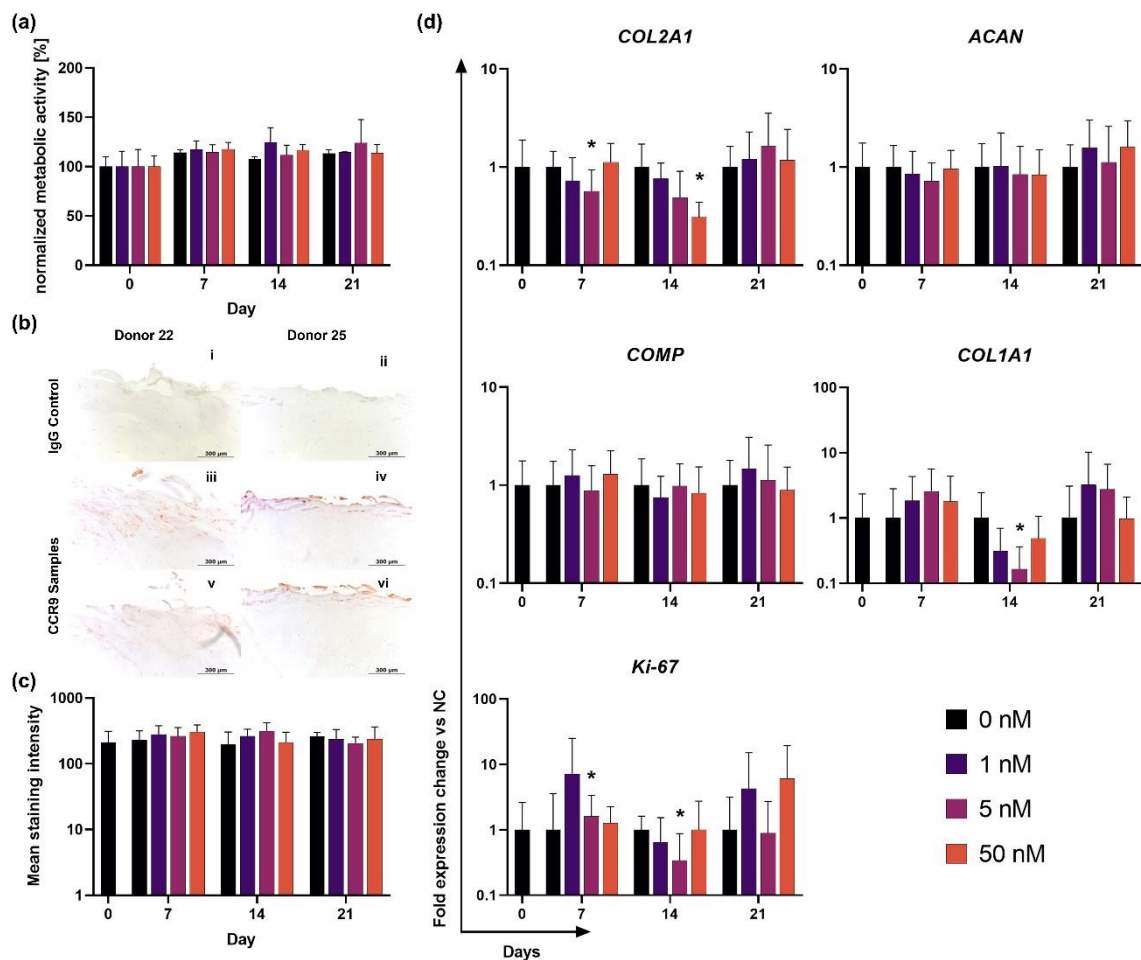 (a)
normalized metabolic activity [%]
200
150
100
50
0
0 7 14 21
Day
(b)
Donor 22 Donor 25
IgG Control
i ii
300 µm 300 µm
CCR9 Samples
iii iv
300 µm 300 µm
v vi
300 µm 300 µm
(c)
Mean staining intensity
1000
100
10
1
0 7 14 21
Day
(d)
COL2A1
10
1
0.1
* *
0 7 14 21
ACAN
10
1
0.1
0 7 14 21
COMP
10
1
0.1
0 7 14 21
COL1A1
100
10
1
0.1
*
0 7 14 21
Ki-67
100
10
1
0.1
* *
0 7 14 21
Fold expression change vs NC
Days
0 nM
1 nM
5 nM
50 nM